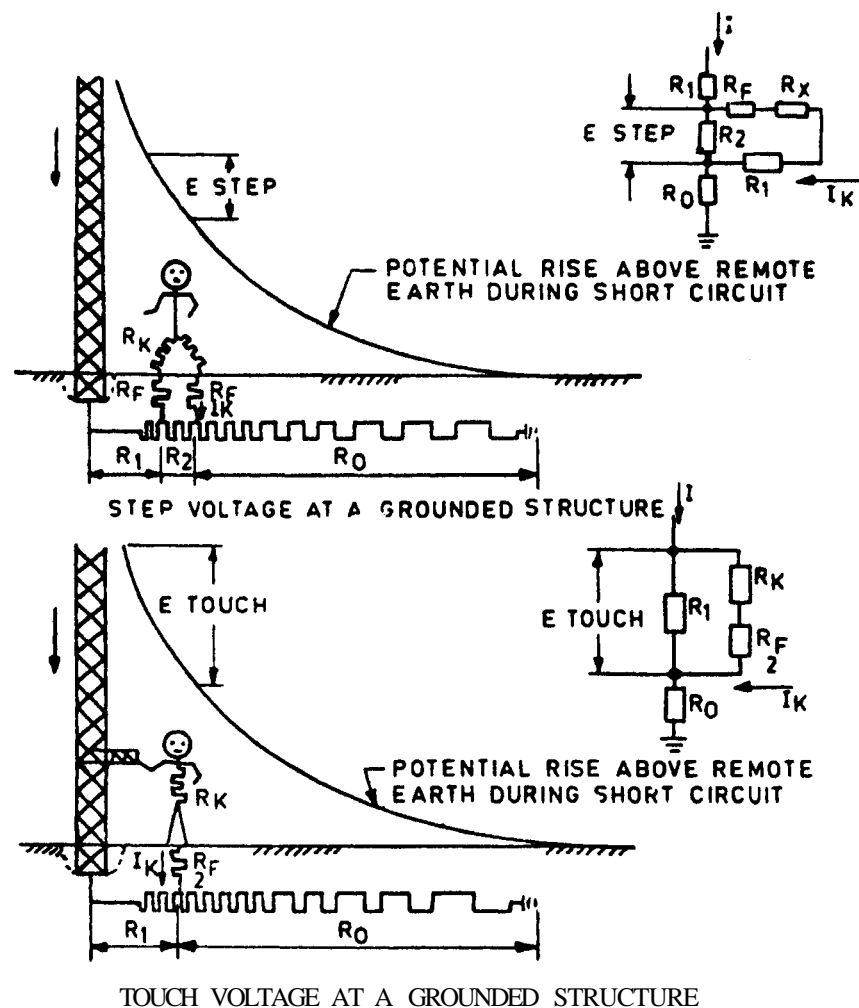 i
R1 RF RX
E STEP R2
R1
R0
IK
E STEP
POTENTIAL RISE ABOVE REMOTE
EARTH DURING SHORT CIRCUIT
RK
RF RF
IK
R1 R2 R0
STEP VOLTAGE AT A GROUNDED STRUCTURE
I
E TOUCH
E TOUCH R1 RK
RF
2
R0
IK
POTENTIAL RISE ABOVE REMOTE
EARTH DURING SHORT CIRCUIT
RK
IK RF
2
R1 R0
TOUCH VOLTAGE AT A GROUNDED STRUCTURE